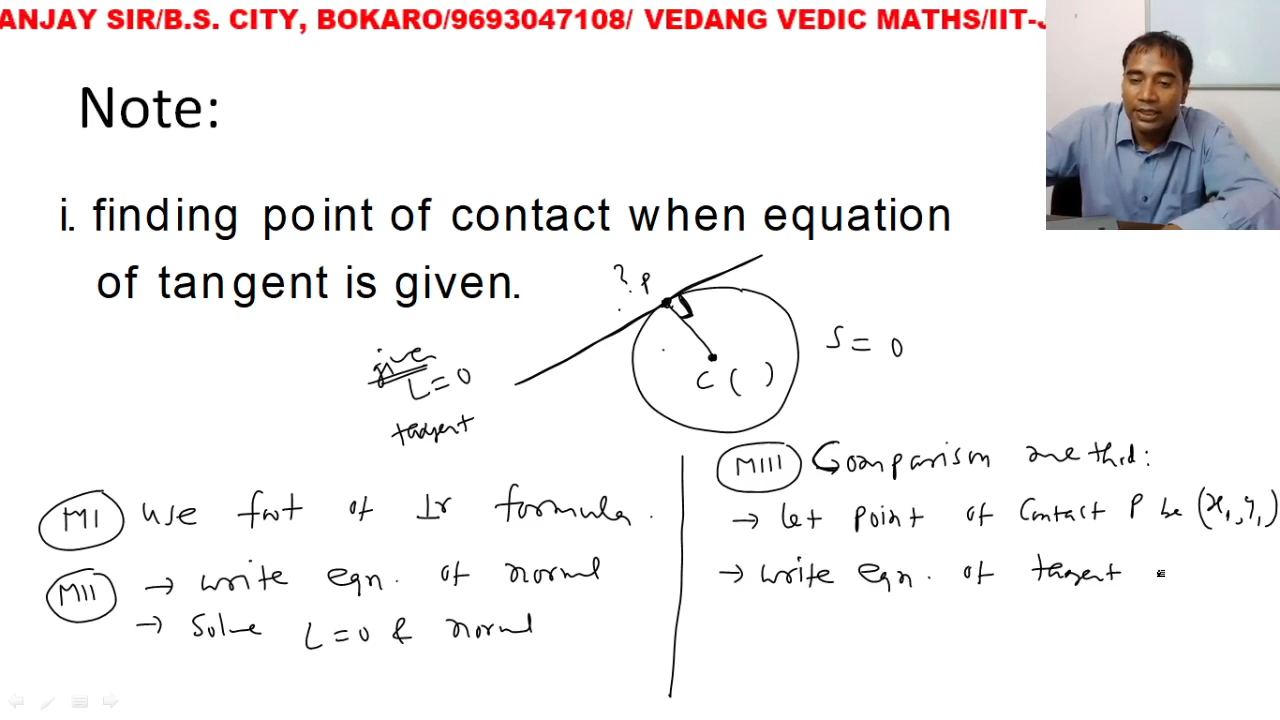 ANJAY SIR/B.S. CITY, BOKARO/9693047108/ VEDANG VEDIC MATHS/IIT-J
Note:
i. finding point of contact when equation
of tangent is given.
? P
given
L = 0
tangent
C ( )
S = 0
MI use foot of ⊥r formula.
MII → write eqn. of normal
→ Solve L = 0 & normal
MIII Comparism method:
→ let point of contact P be (x₁, y₁)
→ write eqn. of tangent